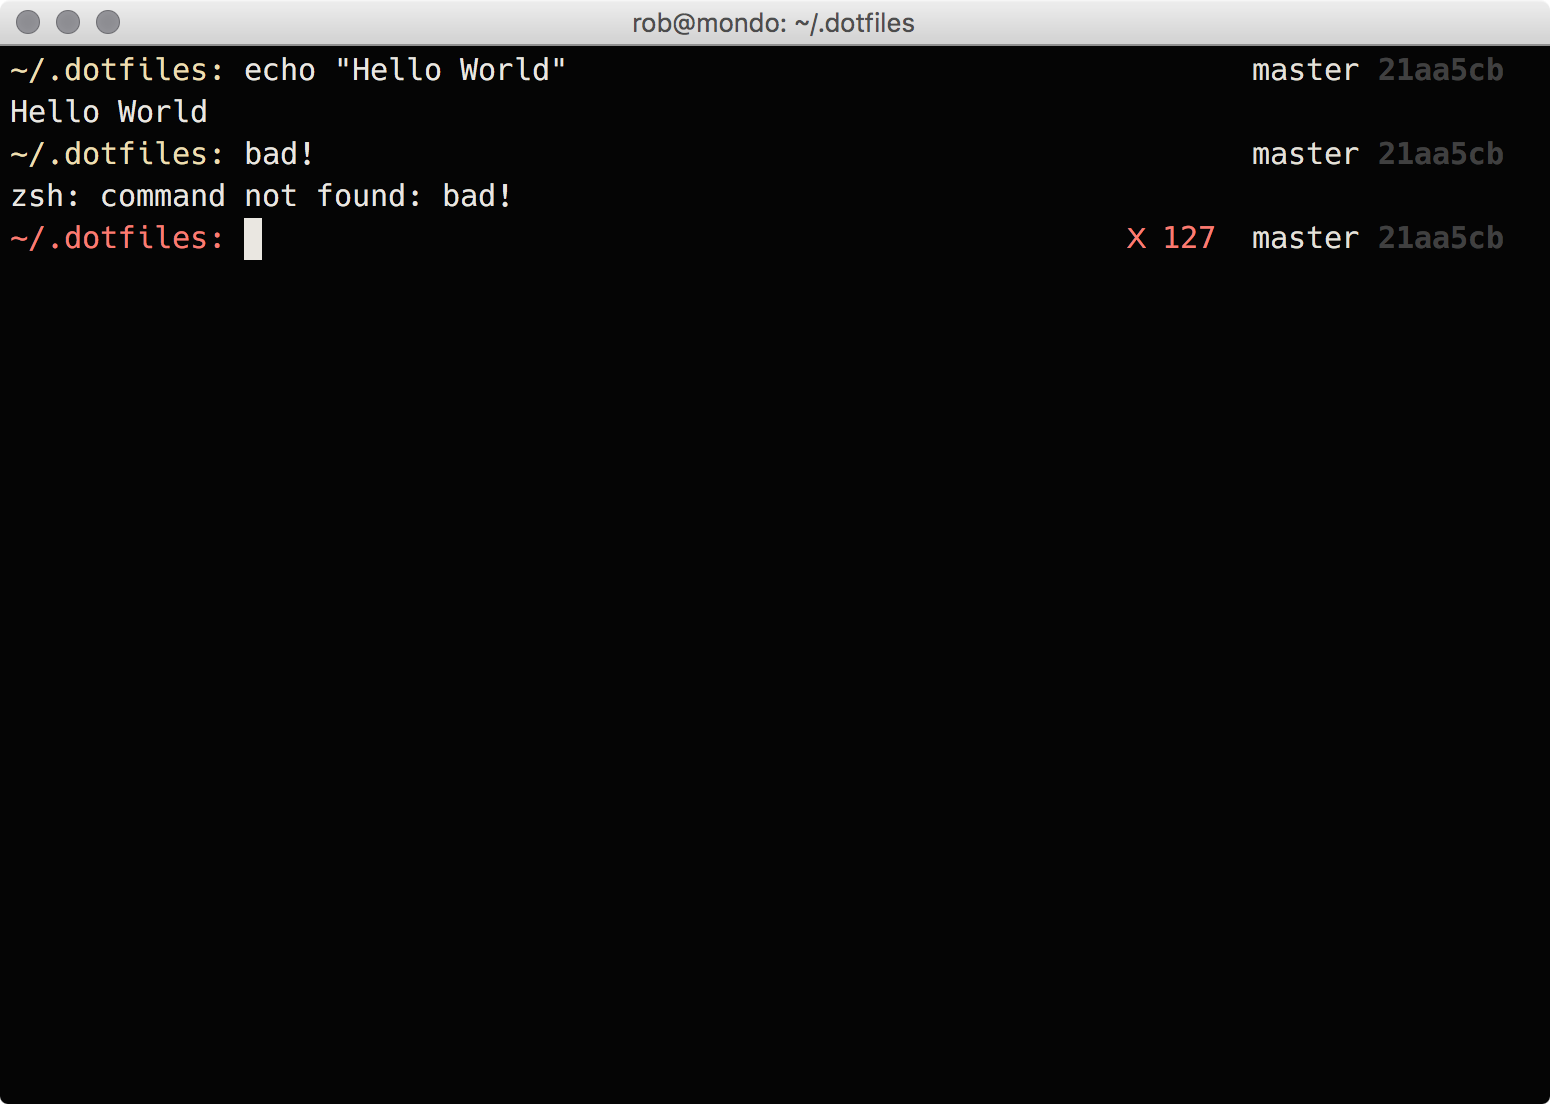 rob@mondo: ~/.dotfiles
~/.dotfiles: echo "Hello World" master 21aa5cb
Hello World
~/.dotfiles: bad! master 21aa5cb
zsh: command not found: bad!
~/.dotfiles: X 127 master 21aa5cb